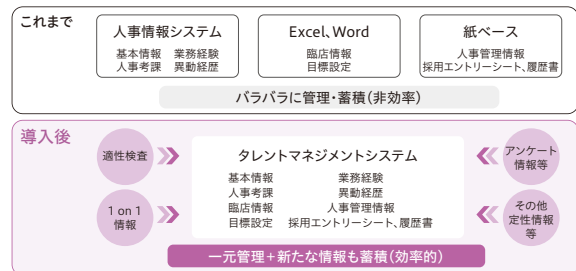 これまで
人事情報システム
基本情報　業務経験
人事考課　異動経歴
Excel、Word
臨店情報
目標設定
紙ベース
人事管理情報
採用エントリーシート、履歴書
バラバラに管理・蓄積（非効率）
導入後
適性検査
1 on 1
情報
タレントマネジメントシステム
基本情報　業務経験
人事考課　異動経歴
臨店情報　人事管理情報
目標設定　採用エントリーシート、履歴書
アンケート
情報等
その他
定性情報
等
一元管理＋新たな情報も蓄積（効率的）